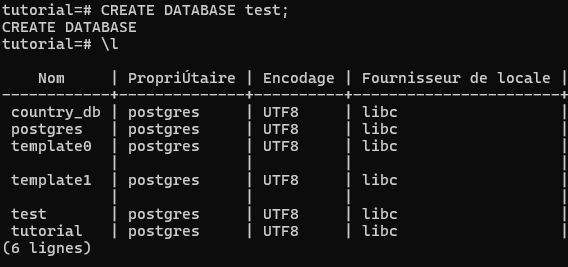 tutorial=# CREATE DATABASE test;
CREATE DATABASE
tutorial=# \l
    Nom      | PropriÚtaire | Encodage | Fournisseur de locale |
-------------+--------------+----------+-----------------------+
 country_db | postgres     | UTF8     | libc                  |
 postgres   | postgres     | UTF8     | libc                  |
 template0  | postgres     | UTF8     | libc                  |
            |              |          |                       |
 template1  | postgres     | UTF8     | libc                  |
            |              |          |                       |
 test       | postgres     | UTF8     | libc                  |
 tutorial   | postgres     | UTF8     | libc                  |
(6 lignes)